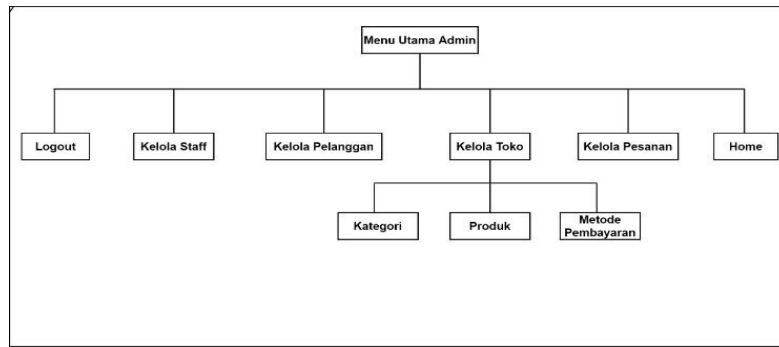 Menu Utama Admin
Logout
Kelola Staff
Kelola Pelanggan
Kelola Toko
Kelola Pesanan
Home
Kategori
Produk
Metode
Pembayaran